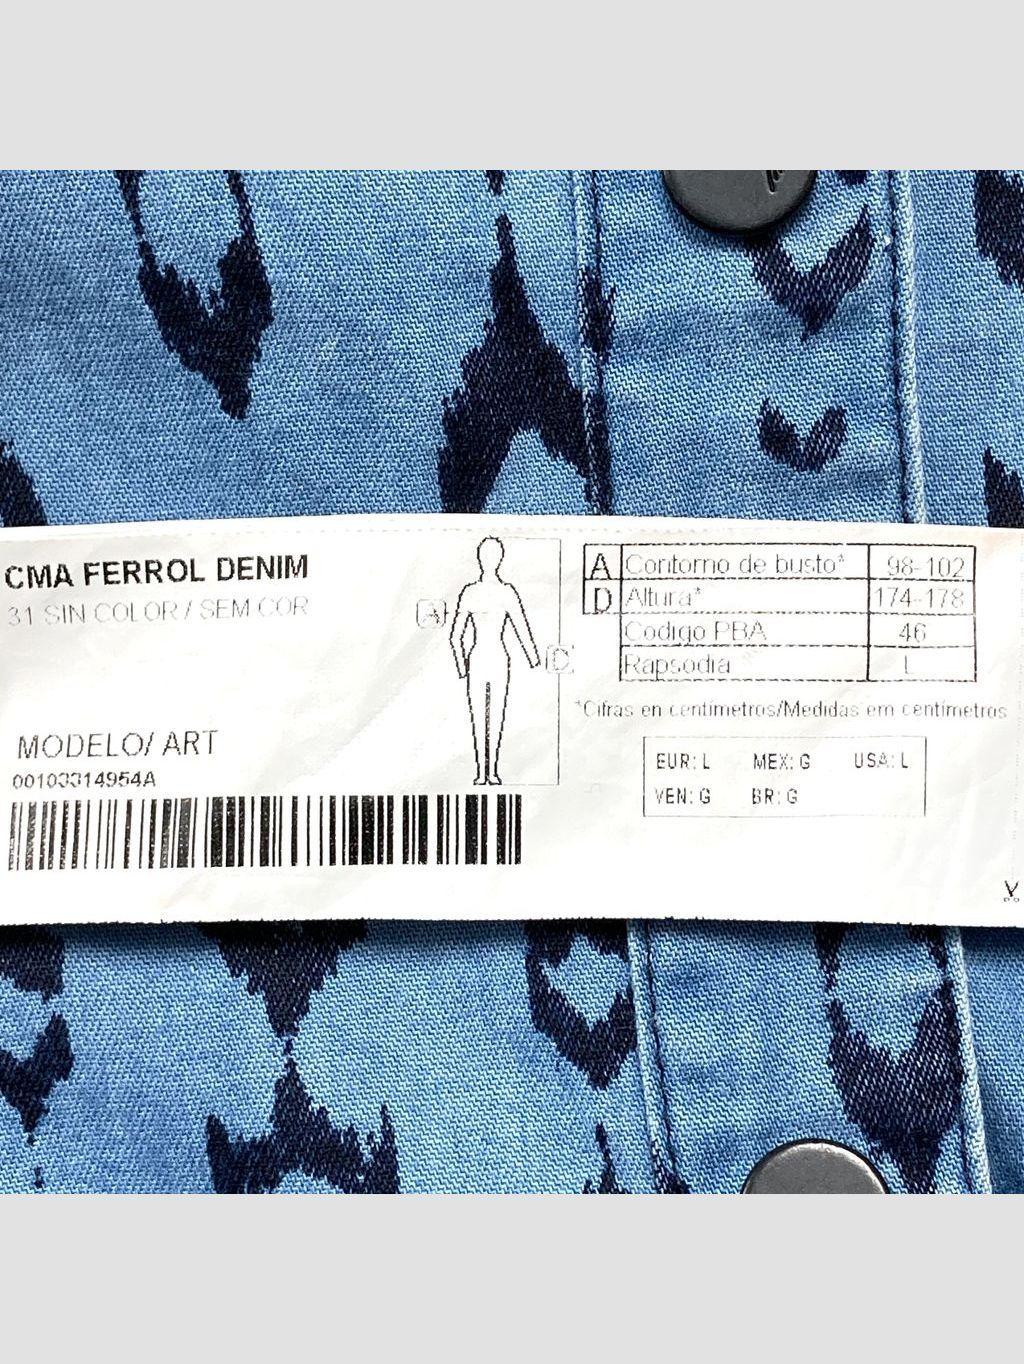 CMA FERROL DENIM
31 SIN COLOR / SEM COR
MODELO/ ART
00103314954A
A
D
A Contorno de busto* 98-102
D Altura* 174-178
Codigo PBA 46
Rapsodia L
*Cifras en centimetros/Medidas em centimetros
EUR: L MEX: G USA: L
VEN: G BR: G